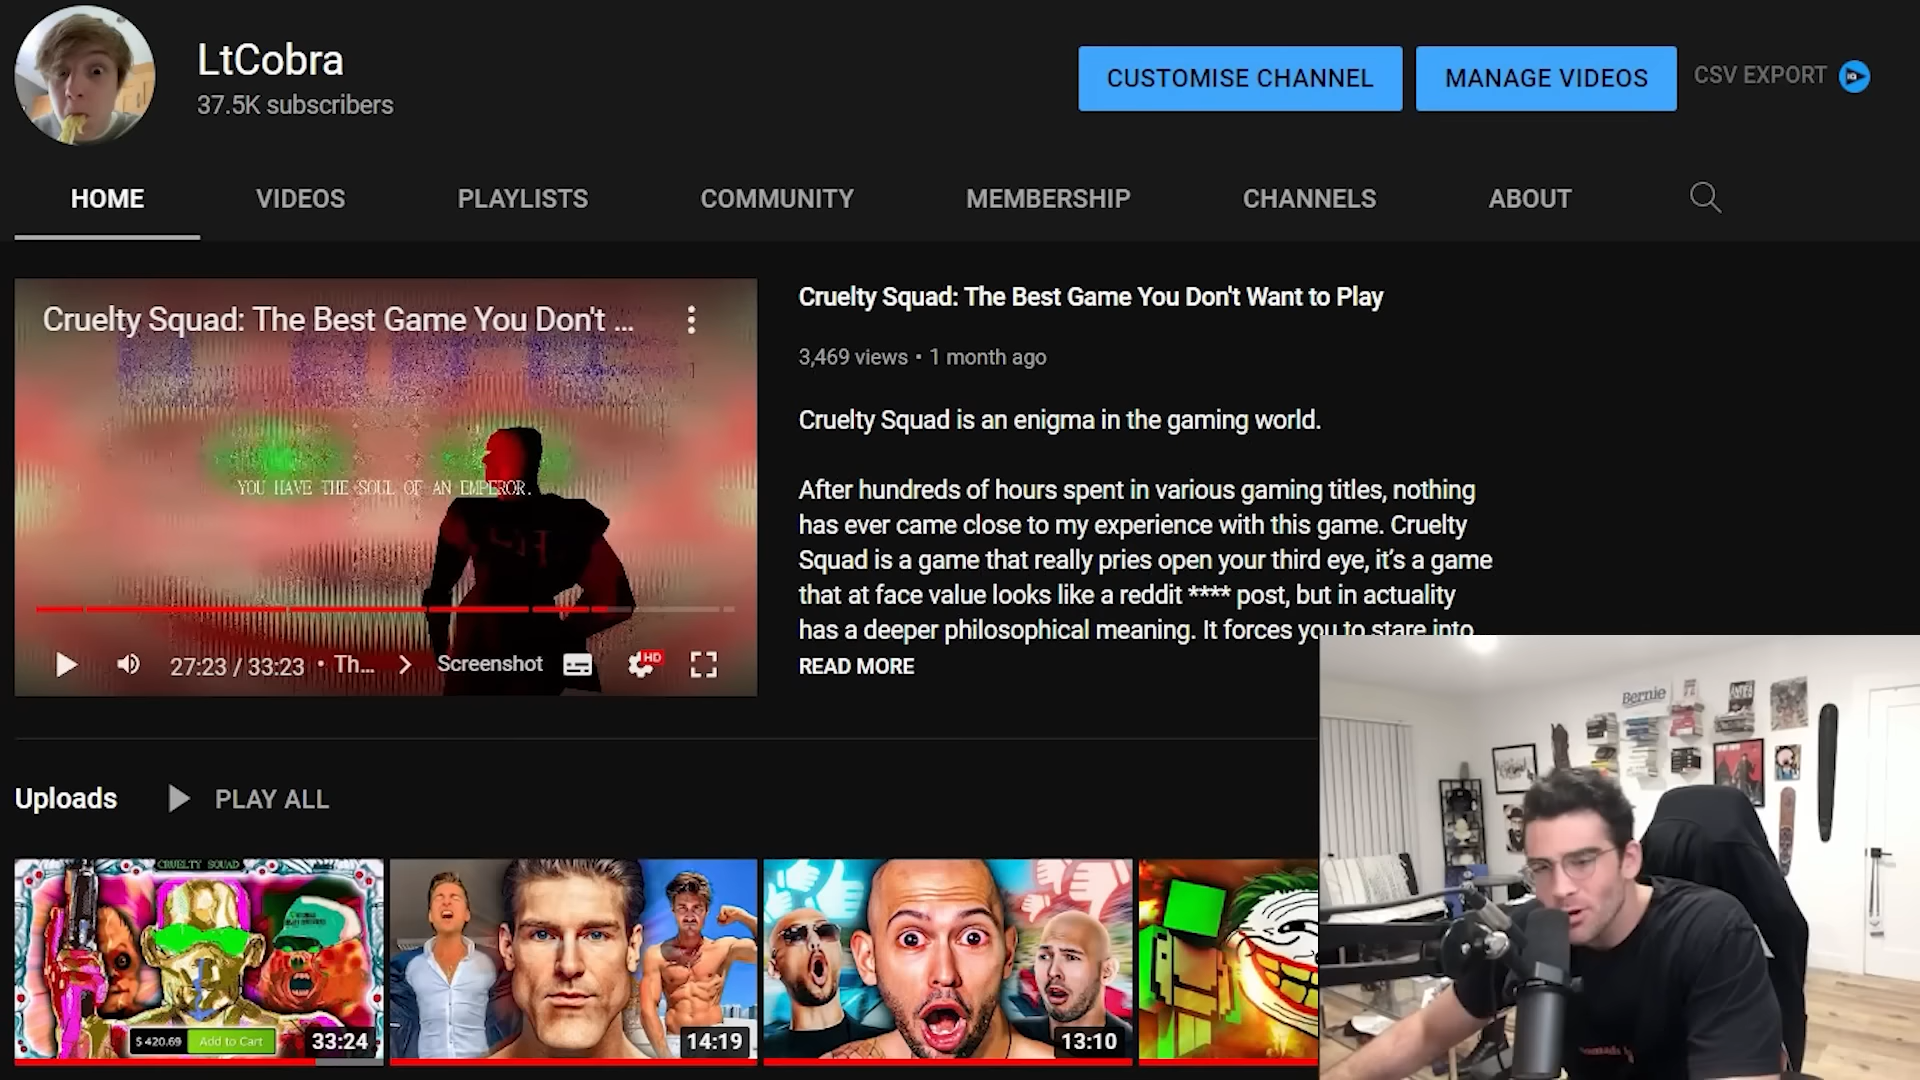 LtCobra
37.5K subscribers
CUSTOMISE CHANNEL
MANAGE VIDEOS
CSV EXPORT
HOME
VIDEOS
PLAYLISTS
COMMUNITY
MEMBERSHIP
CHANNELS
ABOUT
Cruelty Squad: The Best Game You Don't ...
YOU HAVE THE SOUL OF AN EMPEROR.
27:23 / 33:23 • Th...
Screenshot
HD
Cruelty Squad: The Best Game You Don't Want to Play
3,469 views • 1 month ago
Cruelty Squad is an enigma in the gaming world.
After hundreds of hours spent in various gaming titles, nothing
has ever came close to my experience with this game. Cruelty
Squad is a game that really pries open your third eye, it’s a game
that at face value looks like a reddit **** post, but in actuality
has a deeper philosophical meaning. It forces you to stare into
READ MORE
Uploads
PLAY ALL
CRUELTY SQUAD
$ 420.69
Add to Cart
33:24
14:19
13:10
Bernie